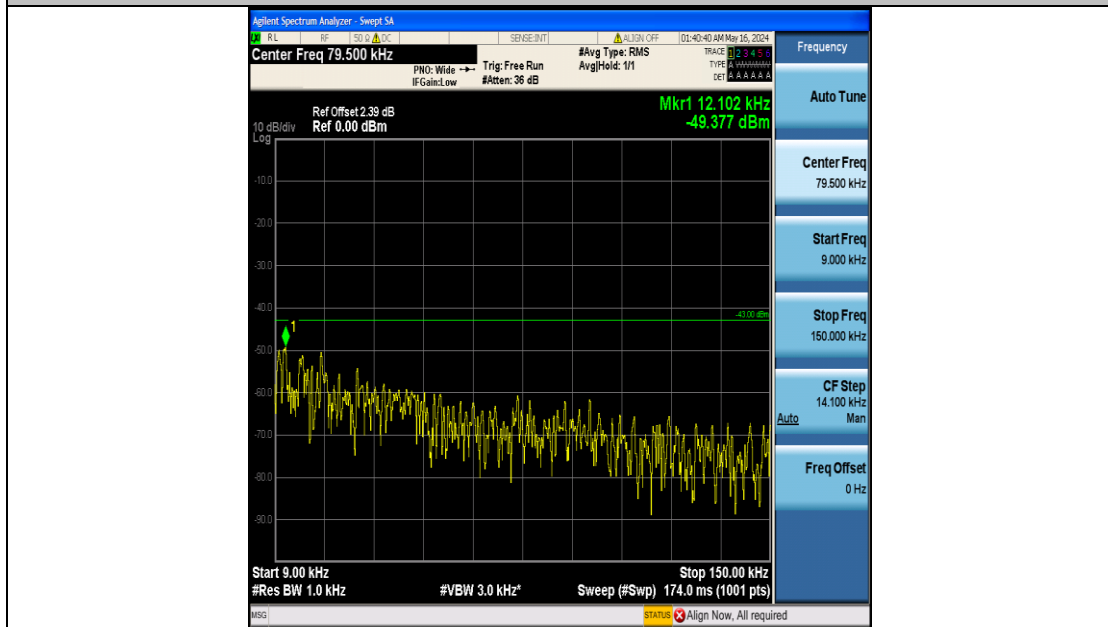 Agilent Spectrum Analyzer - Swept SA
RL RF 50 Ω DC SENSE:INT ALIGN OFF 01:40:40 AM May 16, 2024
Center Freq 79.500 kHz
PNO: Wide
IFGain:Low
Trig: Free Run
#Atten: 36 dB
#Avg Type: RMS
Avg|Hold: 1/1
TRACE 1 2 3 4 5 6
TYPE A
DET A A A A A A
Ref Offset 2.39 dB
10 dB/div Ref 0.00 dBm
Log
Mkr1 12.102 kHz
-49.377 dBm
-10.0
-20.0
-30.0
-40.0
-43.00 dBm
1
-50.0
-60.0
-70.0
-80.0
-90.0
Start 9.00 kHz
Stop 150.00 kHz
#Res BW 1.0 kHz
#VBW 3.0 kHz*
Sweep (#Swp) 174.0 ms (1001 pts)
MSG
STATUS Align Now, All required
Frequency
Auto Tune
Center Freq
79.500 kHz
Start Freq
9.000 kHz
Stop Freq
150.000 kHz
CF Step
14.100 kHz
Auto Man
Freq Offset
0 Hz